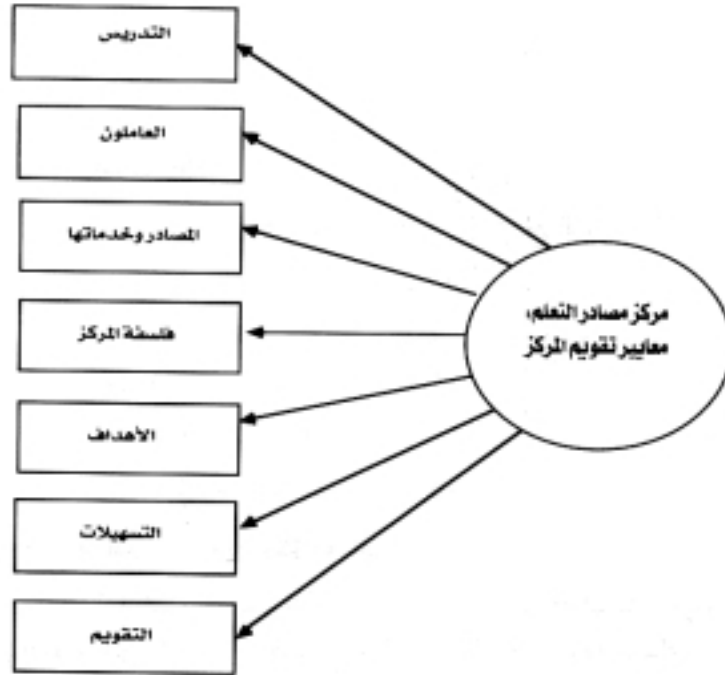 مركز مصادر التعلم،
معايير تقويم المركز
التدريس
العاملون
المصادر وخدماتها
فلسفة المركز
الأهداف
التسهيلات
التقويم